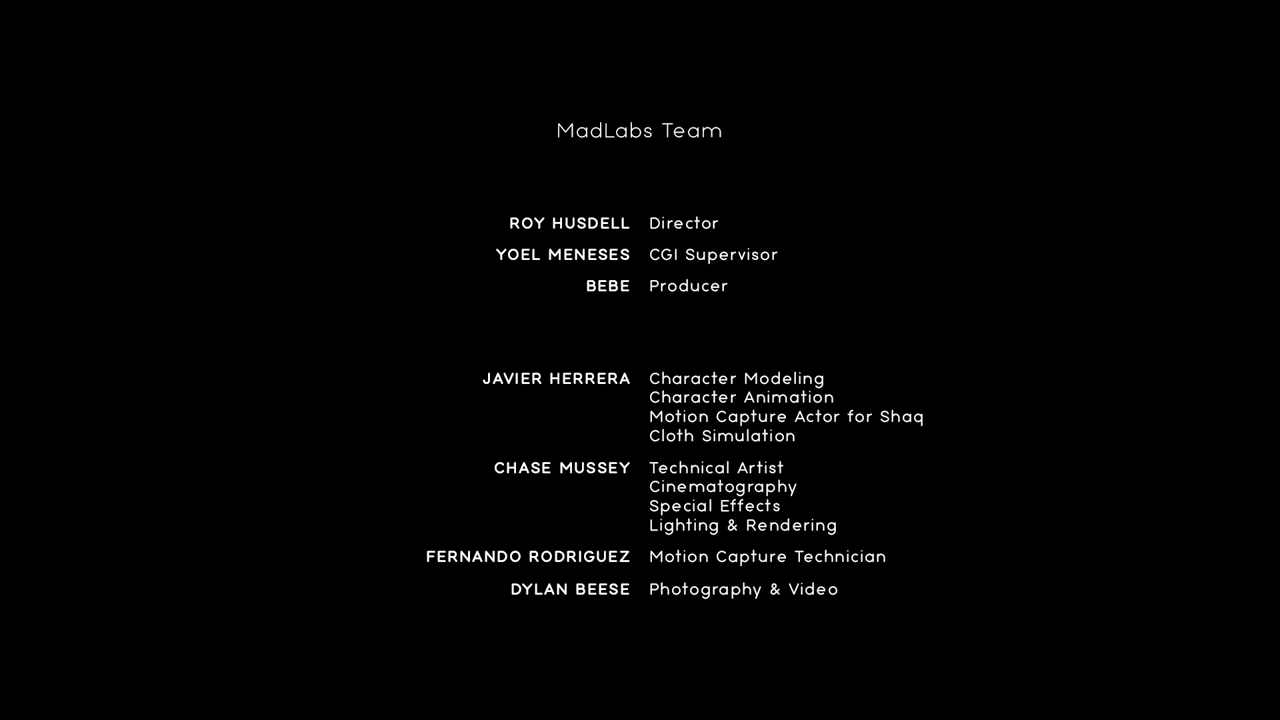 MadLabs Team
ROY HUSDELL Director
YOEL MENESES CGI Supervisor
BEBE Producer
JAVIER HERRERA Character Modeling
Character Animation
Motion Capture Actor for Shaq
Cloth Simulation
CHASE MUSSEY Technical Artist
Cinematography
Special Effects
Lighting & Rendering
FERNANDO RODRIGUEZ Motion Capture Technician
DYLAN BEESE Photography & Video